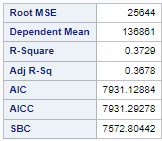 Root MSE 25644
Dependent Mean 136861
R-Square 0.3729
Adj R-Sq 0.3678
AIC 7931.12884
AICC 7931.29278
SBC 7572.80442